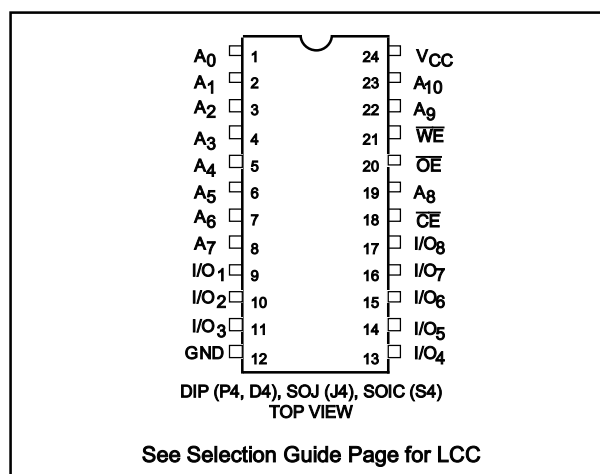 A0 1 24 VCC
A1 2 23 A10
A2 3 22 A9
A3 4 21 W̅E̅
A4 5 20 O̅E̅
A5 6 19 A8
A6 7 18 C̅E̅
A7 8 17 I/O8
I/O1 9 16 I/O7
I/O2 10 15 I/O6
I/O3 11 14 I/O5
GND 12 13 I/O4
DIP (P4, D4), SOJ (J4), SOIC (S4)
TOP VIEW
See Selection Guide Page for LCC